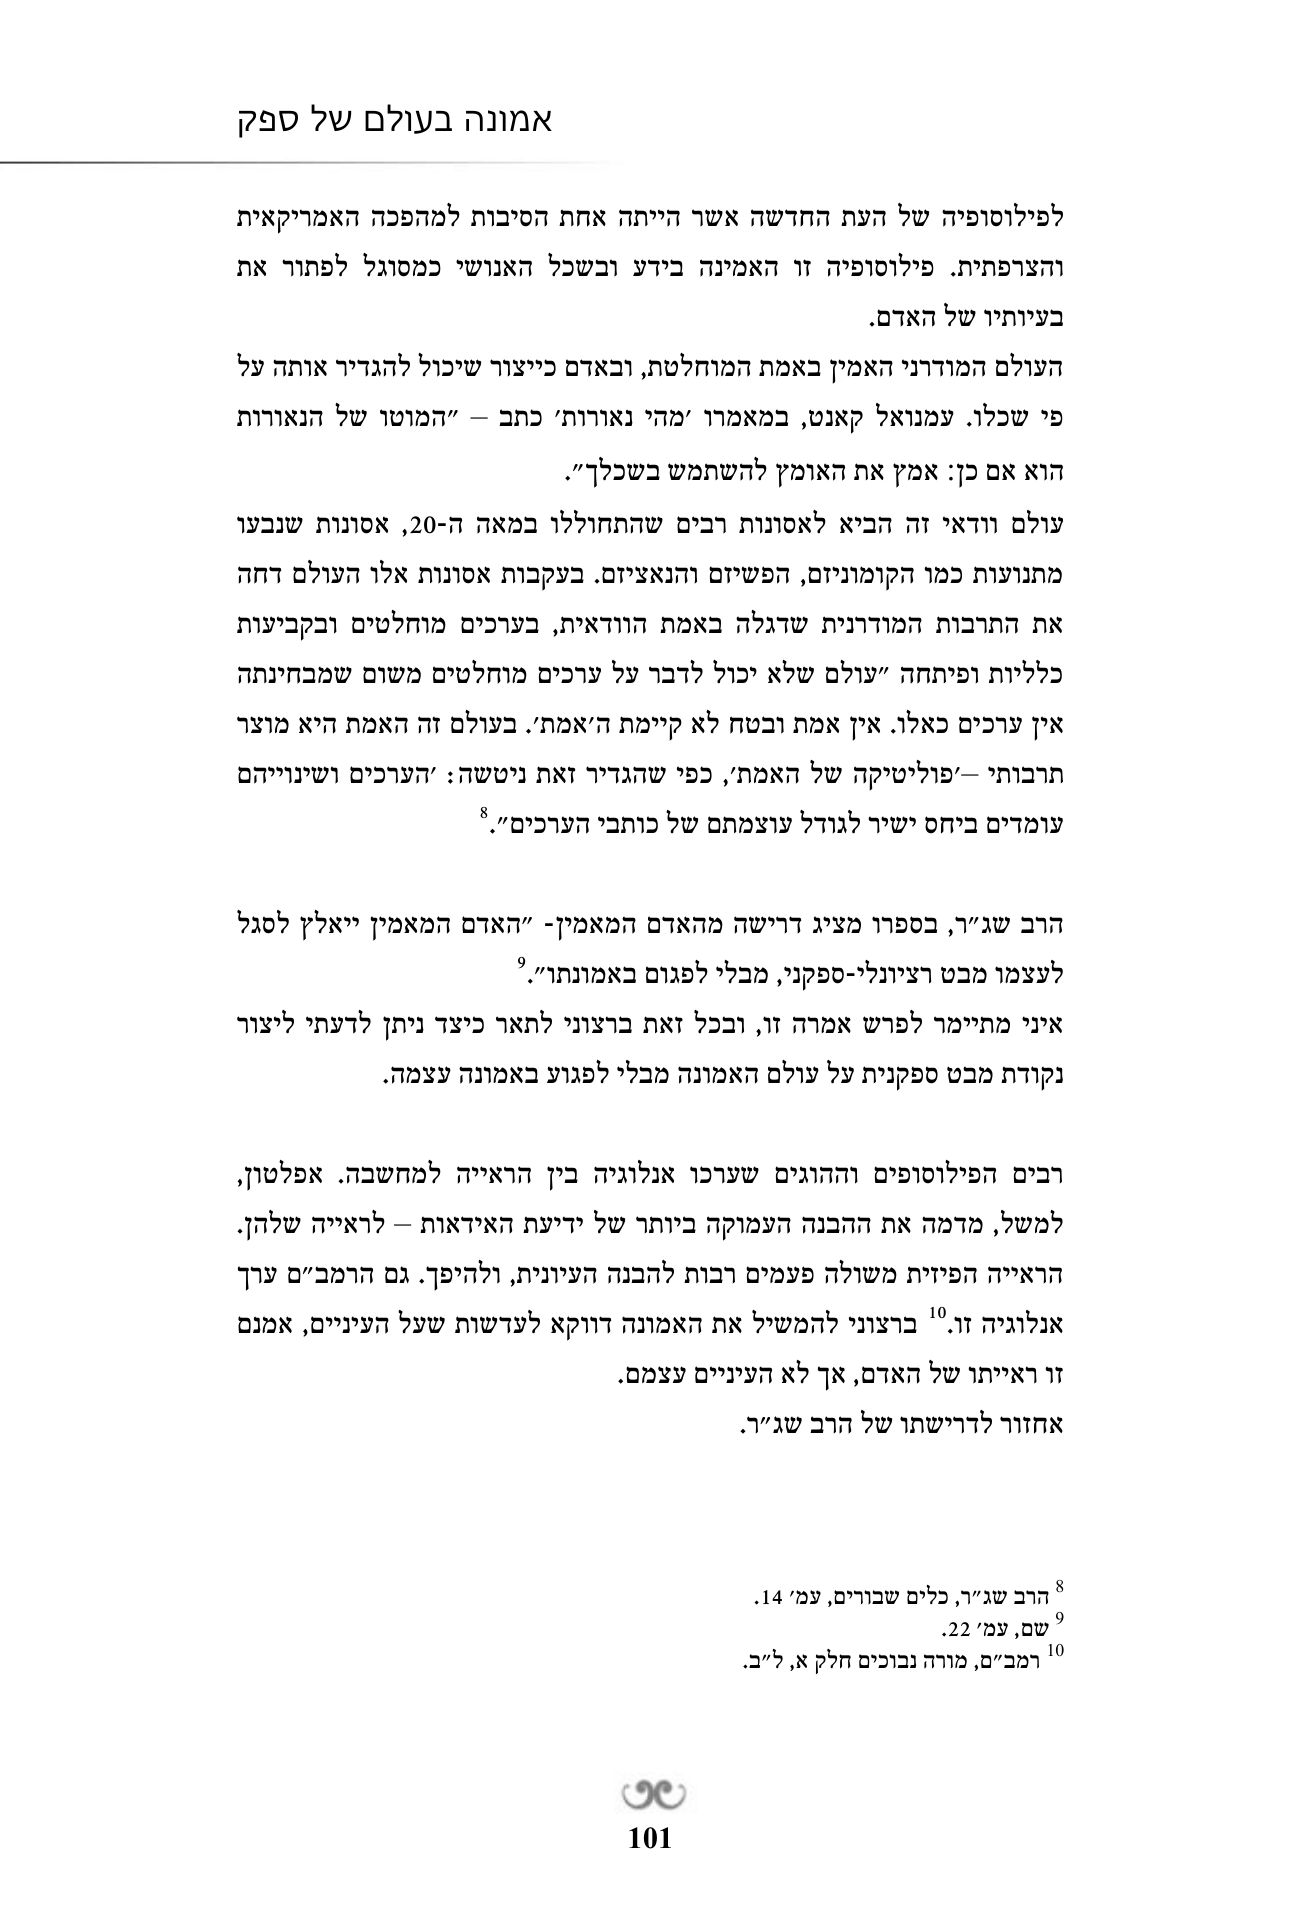 אמונה בעולם של ספק
לפילוסופיה של העת החדשה אשר הייתה אחת הסיבות למהפכה האמריקאית
והצרפתית. פילוסופיה זו האמינה בידע ובשכל האנושי כמסוגל לפתור את
בעיותיו של האדם.
העולם המודרני האמין באמת המוחלטת, ובאדם כייצור שיכול להגדיר אותה על
פי שכלו. עמנואל קאנט, במאמרו 'מהי נאורות' כתב – "המוטו של הנאורות
הוא אם כן: אמץ את האומץ להשתמש בשכלך".
עולם וודאי זה הביא לאסונות רבים שהתחוללו במאה ה-20, אסונות שנבעו
מתנועות כמו הקומוניזם, הפשיזם והנאציזם. בעקבות אסונות אלו העולם דחה
את התרבות המודרנית שדגלה באמת הוודאית, בערכים מוחלטים ובקביעות
כלליות ופיתחה "עולם שלא יכול לדבר על ערכים מוחלטים משום שמבחינתה
אין ערכים כאלו. אין אמת ובטח לא קיימת ה'אמת'. בעולם זה האמת היא מוצר
תרבותי –'פוליטיקה של האמת', כפי שהגדיר זאת ניטשה: 'הערכים ושינוייהם
עומדים ביחס ישיר לגודל עוצמתם של כותבי הערכים".8
הרב שג"ר, בספרו מציג דרישה מהאדם המאמין- "האדם המאמין ייאלץ לסגל
לעצמו מבט רציונלי-ספקני, מבלי לפגום באמונתו".9
איני מתיימר לפרש אמרה זו, ובכל זאת ברצוני לתאר כיצד ניתן לדעתי ליצור
נקודת מבט ספקנית על עולם האמונה מבלי לפגוע באמונה עצמה.
רבים הפילוסופים וההוגים שערכו אנלוגיה בין הראייה למחשבה. אפלטון,
למשל, מדמה את ההבנה העמוקה ביותר של ידיעת האידאות – לראייה שלהן.
הראייה הפיזית משולה פעמים רבות להבנה העיונית, ולהיפך. גם הרמב"ם ערך
אנלוגיה זו.10 ברצוני להמשיל את האמונה דווקא לעדשות שעל העיניים, אמנם
זו ראייתו של האדם, אך לא העיניים עצמם.
אחזור לדרישתו של הרב שג"ר.
8 הרב שג"ר, כלים שבורים, עמ' 14.
9 שם, עמ' 22.
10 רמב"ם, מורה נבוכים חלק א, ל"ב.
101